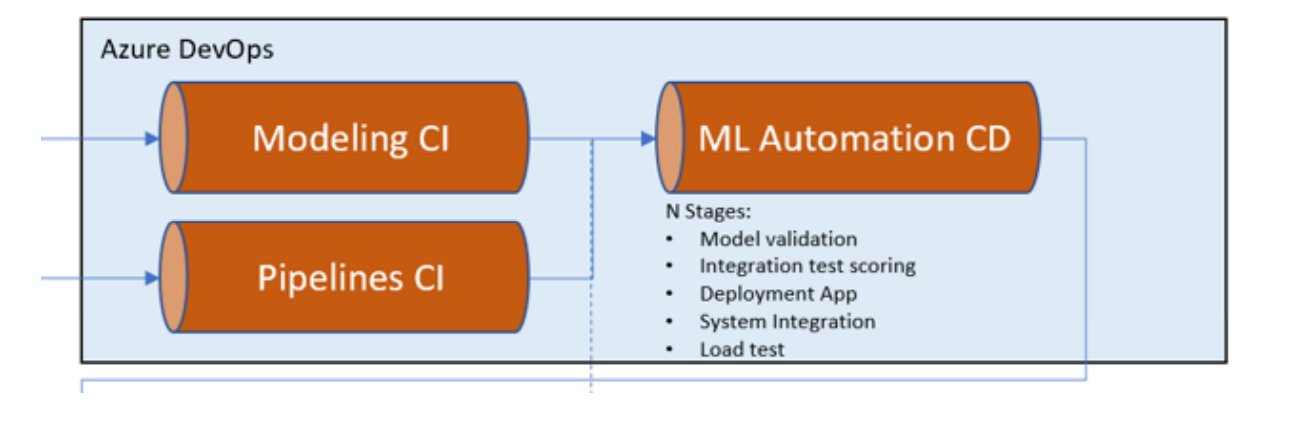 Azure DevOps
Modeling CI
ML Automation CD
Pipelines CI
N Stages:
• Model validation
• Integration test scoring
• Deployment App
• System Integration
• Load test